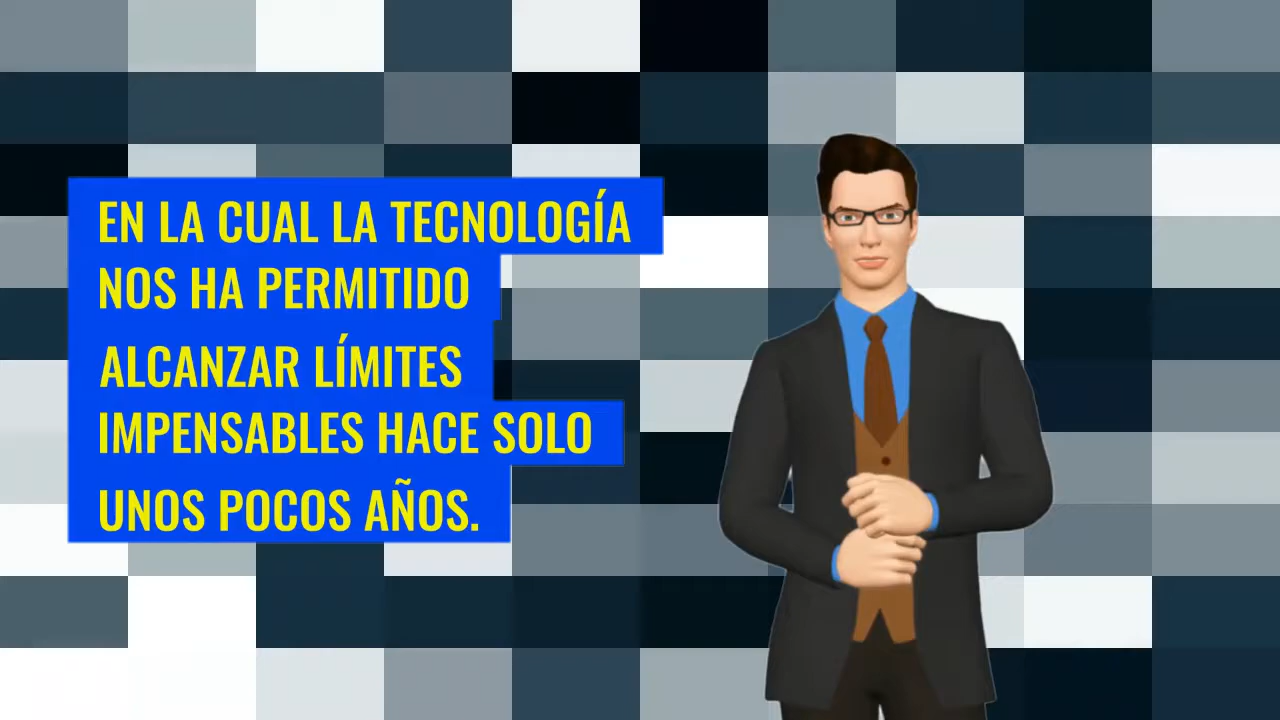 EN LA CUAL LA TECNOLOGÍA
NOS HA PERMITIDO
ALCANZAR LÍMITES
IMPENSABLES HACE SOLO
UNOS POCOS AÑOS.